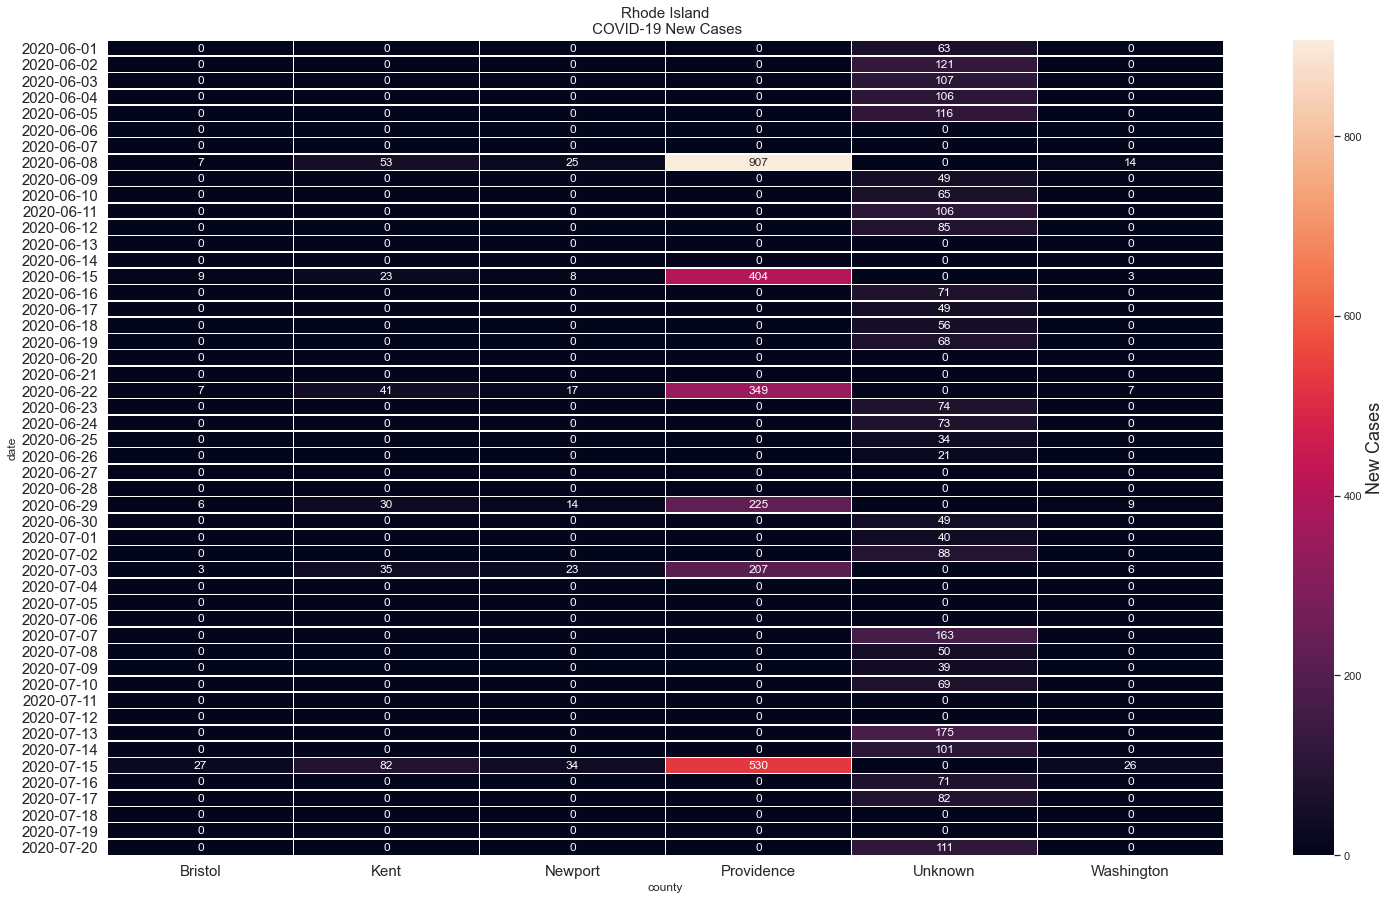 Rhode Island
COVID-19 New Cases
2020-06-01 0 0 0 0 63 0
2020-06-02 0 0 0 0 121 0
2020-06-03 0 0 0 0 107 0
2020-06-04 0 0 0 0 106 0
2020-06-05 0 0 0 0 116 0
2020-06-06 0 0 0 0 0 0
2020-06-07 0 0 0 0 0 0
2020-06-08 7 53 25 907 0 14
2020-06-09 0 0 0 0 49 0
2020-06-10 0 0 0 0 65 0
2020-06-11 0 0 0 0 106 0
2020-06-12 0 0 0 0 85 0
2020-06-13 0 0 0 0 0 0
2020-06-14 0 0 0 0 0 0
2020-06-15 9 23 8 404 0 3
2020-06-16 0 0 0 0 71 0
2020-06-17 0 0 0 0 49 0
2020-06-18 0 0 0 0 56 0
2020-06-19 0 0 0 0 68 0
2020-06-20 0 0 0 0 0 0
2020-06-21 0 0 0 0 0 0
2020-06-22 7 41 17 349 0 7
2020-06-23 0 0 0 0 74 0
2020-06-24 0 0 0 0 73 0
2020-06-25 0 0 0 0 34 0
2020-06-26 0 0 0 0 21 0
2020-06-27 0 0 0 0 0 0
2020-06-28 0 0 0 0 0 0
2020-06-29 6 30 14 225 0 9
2020-06-30 0 0 0 0 49 0
2020-07-01 0 0 0 0 40 0
2020-07-02 0 0 0 0 88 0
2020-07-03 3 35 23 207 0 6
2020-07-04 0 0 0 0 0 0
2020-07-05 0 0 0 0 0 0
2020-07-06 0 0 0 0 0 0
2020-07-07 0 0 0 0 163 0
2020-07-08 0 0 0 0 50 0
2020-07-09 0 0 0 0 39 0
2020-07-10 0 0 0 0 69 0
2020-07-11 0 0 0 0 0 0
2020-07-12 0 0 0 0 0 0
2020-07-13 0 0 0 0 175 0
2020-07-14 0 0 0 0 101 0
2020-07-15 27 82 34 530 0 26
2020-07-16 0 0 0 0 71 0
2020-07-17 0 0 0 0 82 0
2020-07-18 0 0 0 0 0 0
2020-07-19 0 0 0 0 0 0
2020-07-20 0 0 0 0 111 0
Bristol Kent Newport Providence Unknown Washington
county
date
800
600
400
200
0
New Cases